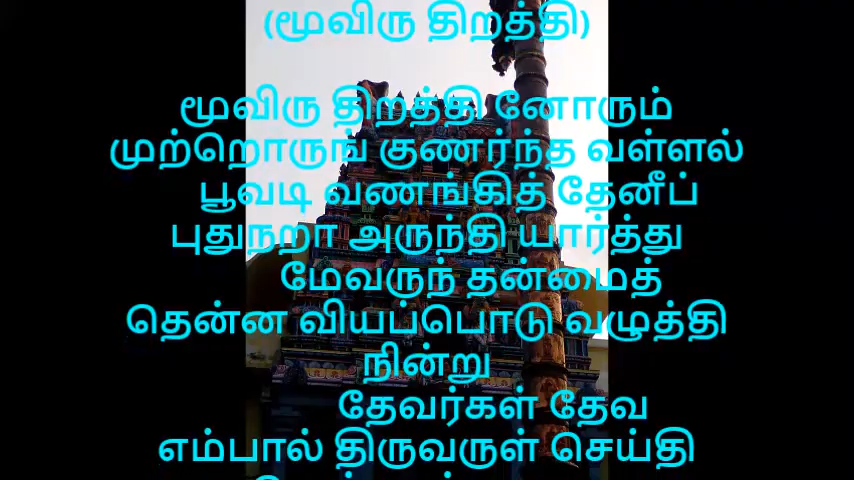 (மூவிரு திறத்தி)
மூவிரு திறத்தி னோரும்
முற்றொருங் குணர்ந்த வள்ளல்
பூவடி வணங்கித் தேனீப்
புதுநறா அருந்தி யார்த்து
மேவருந் தன்மைத்
தென்ன வியப்பொடு வழுத்தி
நின்று
தேவர்கள் தேவ
எம்பால் திருவருள் செய்தி